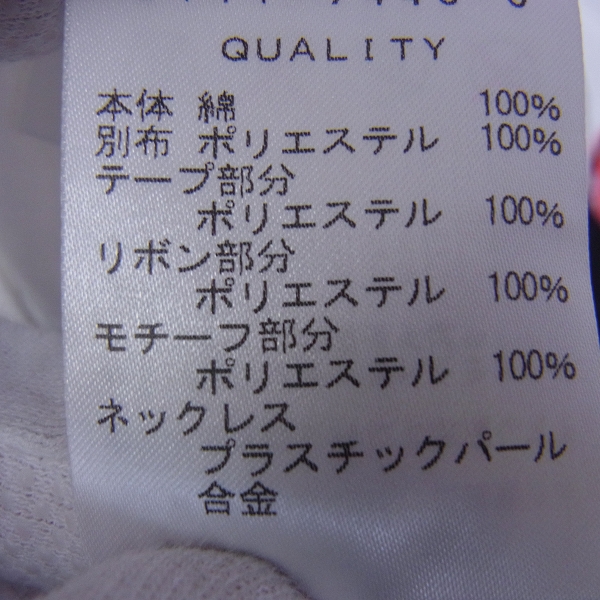 QUALITY
本体 綿 100%
別布 ポリエステル 100%
テープ部分
ポリエステル 100%
リボン部分
ポリエステル 100%
モチーフ部分
ポリエステル 100%
ネックレス
プラスチックパール
合金